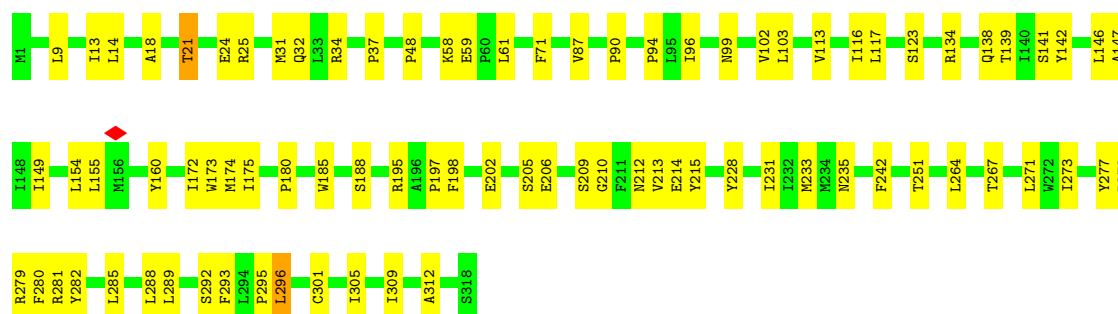 M1 L9 I13 L14 A18 T21 E24 R25 M31 Q32 L33 R34 P37 P48 K58 E59 P60 L61 F71 V87 P90 P94 L95 I96 N99 V102 L103 V113 I116 L117 S123 R134 Q138 T139 I140 S141 Y142 L146
I148 I149 L154 L155 M156 Y160 I172 W173 M174 I175 P180 W185 S188 R195 A196 P197 F198 E202 S205 E206 S209 G210 F211 N212 V213 E214 Y215 Y228 I231 I232 M233 M234 N235 F242 T251 L264 T267 L271 W272 I273 Y277
R279 F280 R281 Y282 L285 L288 L289 S292 F293 L294 P295 L296 C301 I305 I309 A312 S318